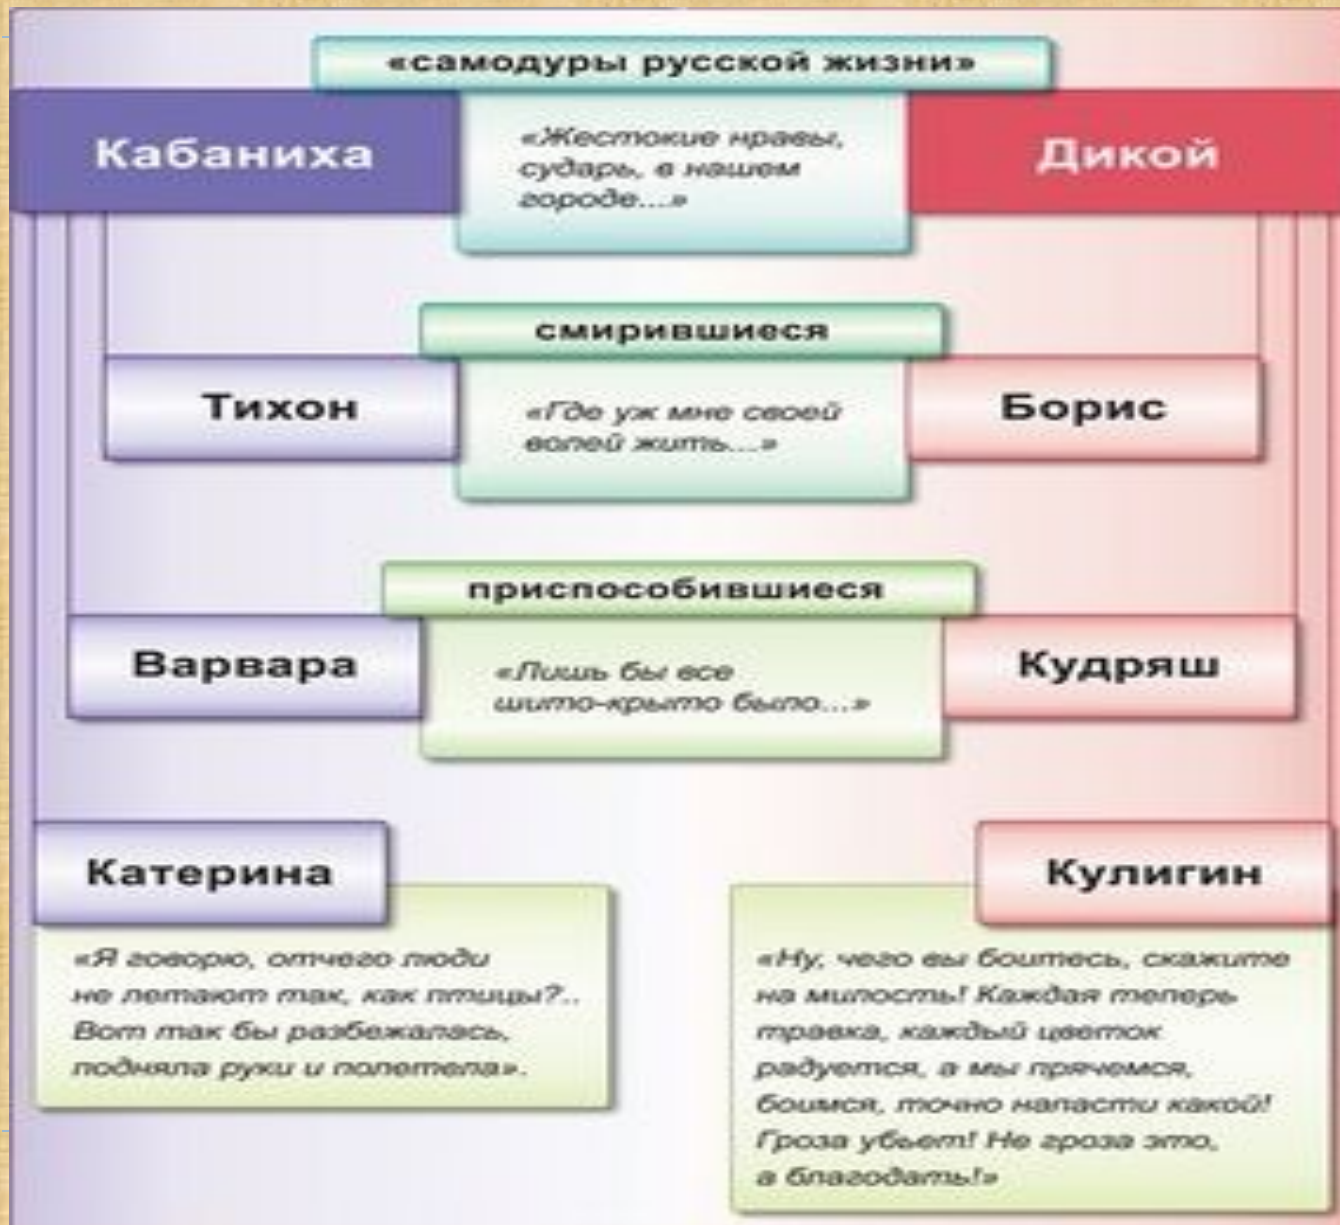 «самодуры русской жизни»
Кабаниха
«Жестокие нравы,
сударь, в нашем
городе...»
Дикой
смирившиеся
Тихон
«Где уж мне своей
волей жить...»
Борис
приспособившиеся
Варвара
«Лишь бы все
шито-крыто было...»
Кудряш
Катерина
«Я говорю, отчего люди
не летают так, как птицы?..
Вот так бы разбежалась,
подняла руки и полетела».
Кулигин
«Ну, чего вы боитесь, скажите
на милость! Каждая теперь
травка, каждый цветок
радуется, а мы прячемся,
боимся, точно напасти какой!
Гроза убьет! Не гроза это,
а благодать!»